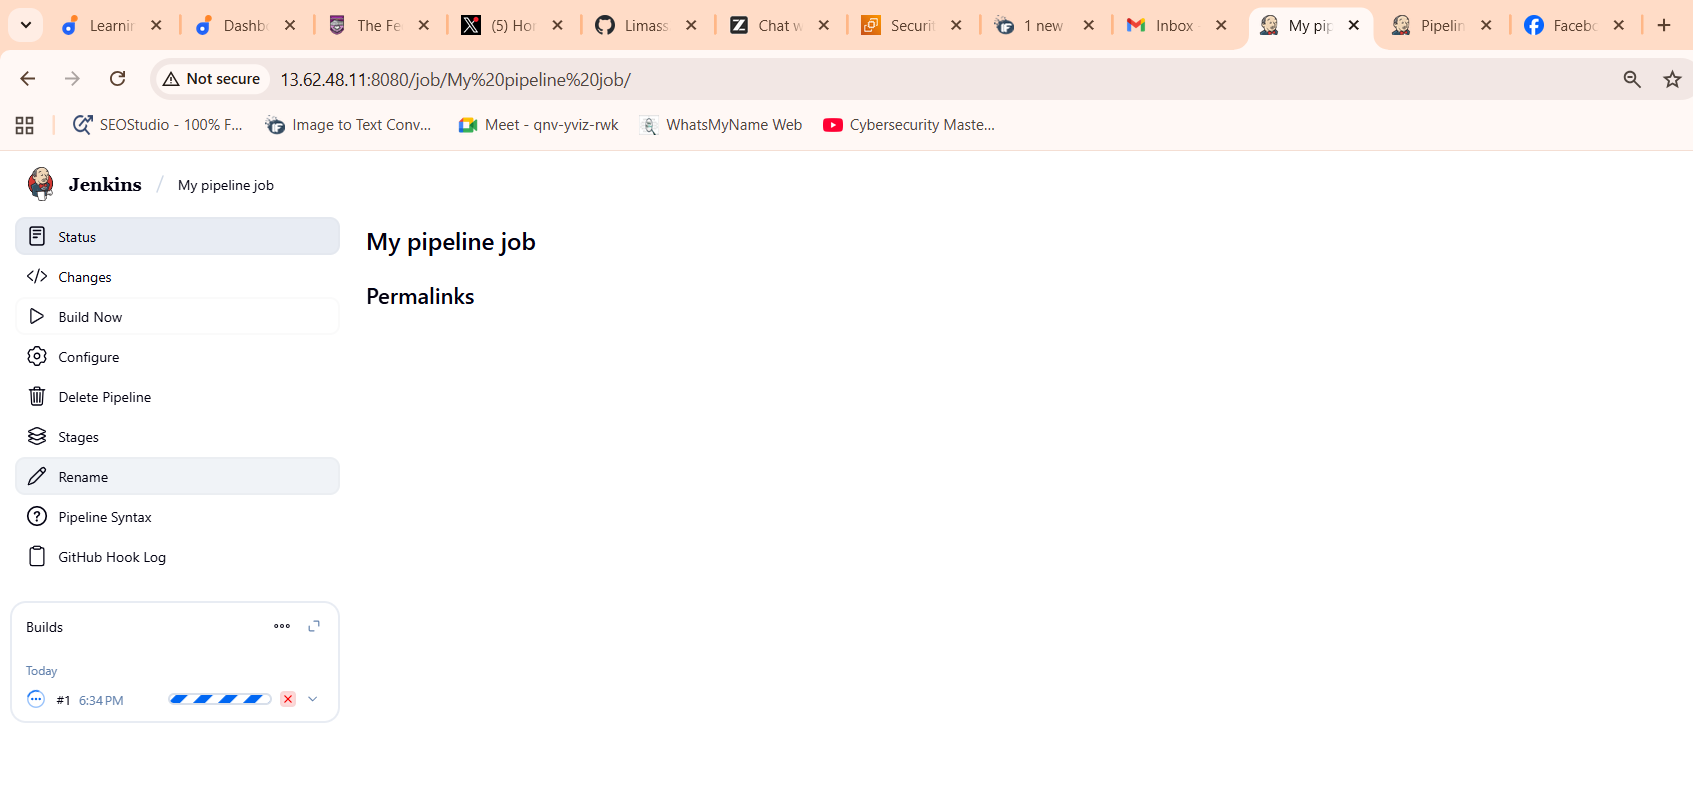 Learnin Dashbo The Fe (5) Hor Limass Chat w Securit 1 new Inbox My pip Pipelin Facebo
Not secure 13.62.48.11:8080/job/My%20pipeline%20job/
SEOStudio - 100% F... Image to Text Conv... Meet - qnv-yviz-rwk WhatsMyName Web Cybersecurity Maste...
Jenkins / My pipeline job
Status
Changes
Build Now
Configure
Delete Pipeline
Stages
Rename
Pipeline Syntax
GitHub Hook Log
My pipeline job
Permalinks
Builds
Today
#1 6:34 PM